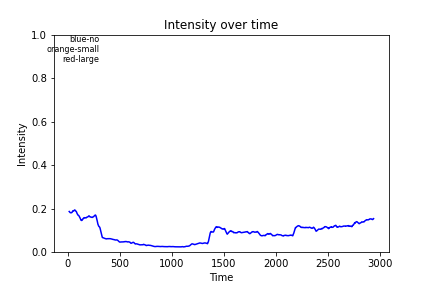 Intensity over time
blue-no
orange-small
red-large
1.0
0.8
0.6
0.4
0.2
0.0
Intensity
0
500
1000
1500
2000
2500
3000
Time